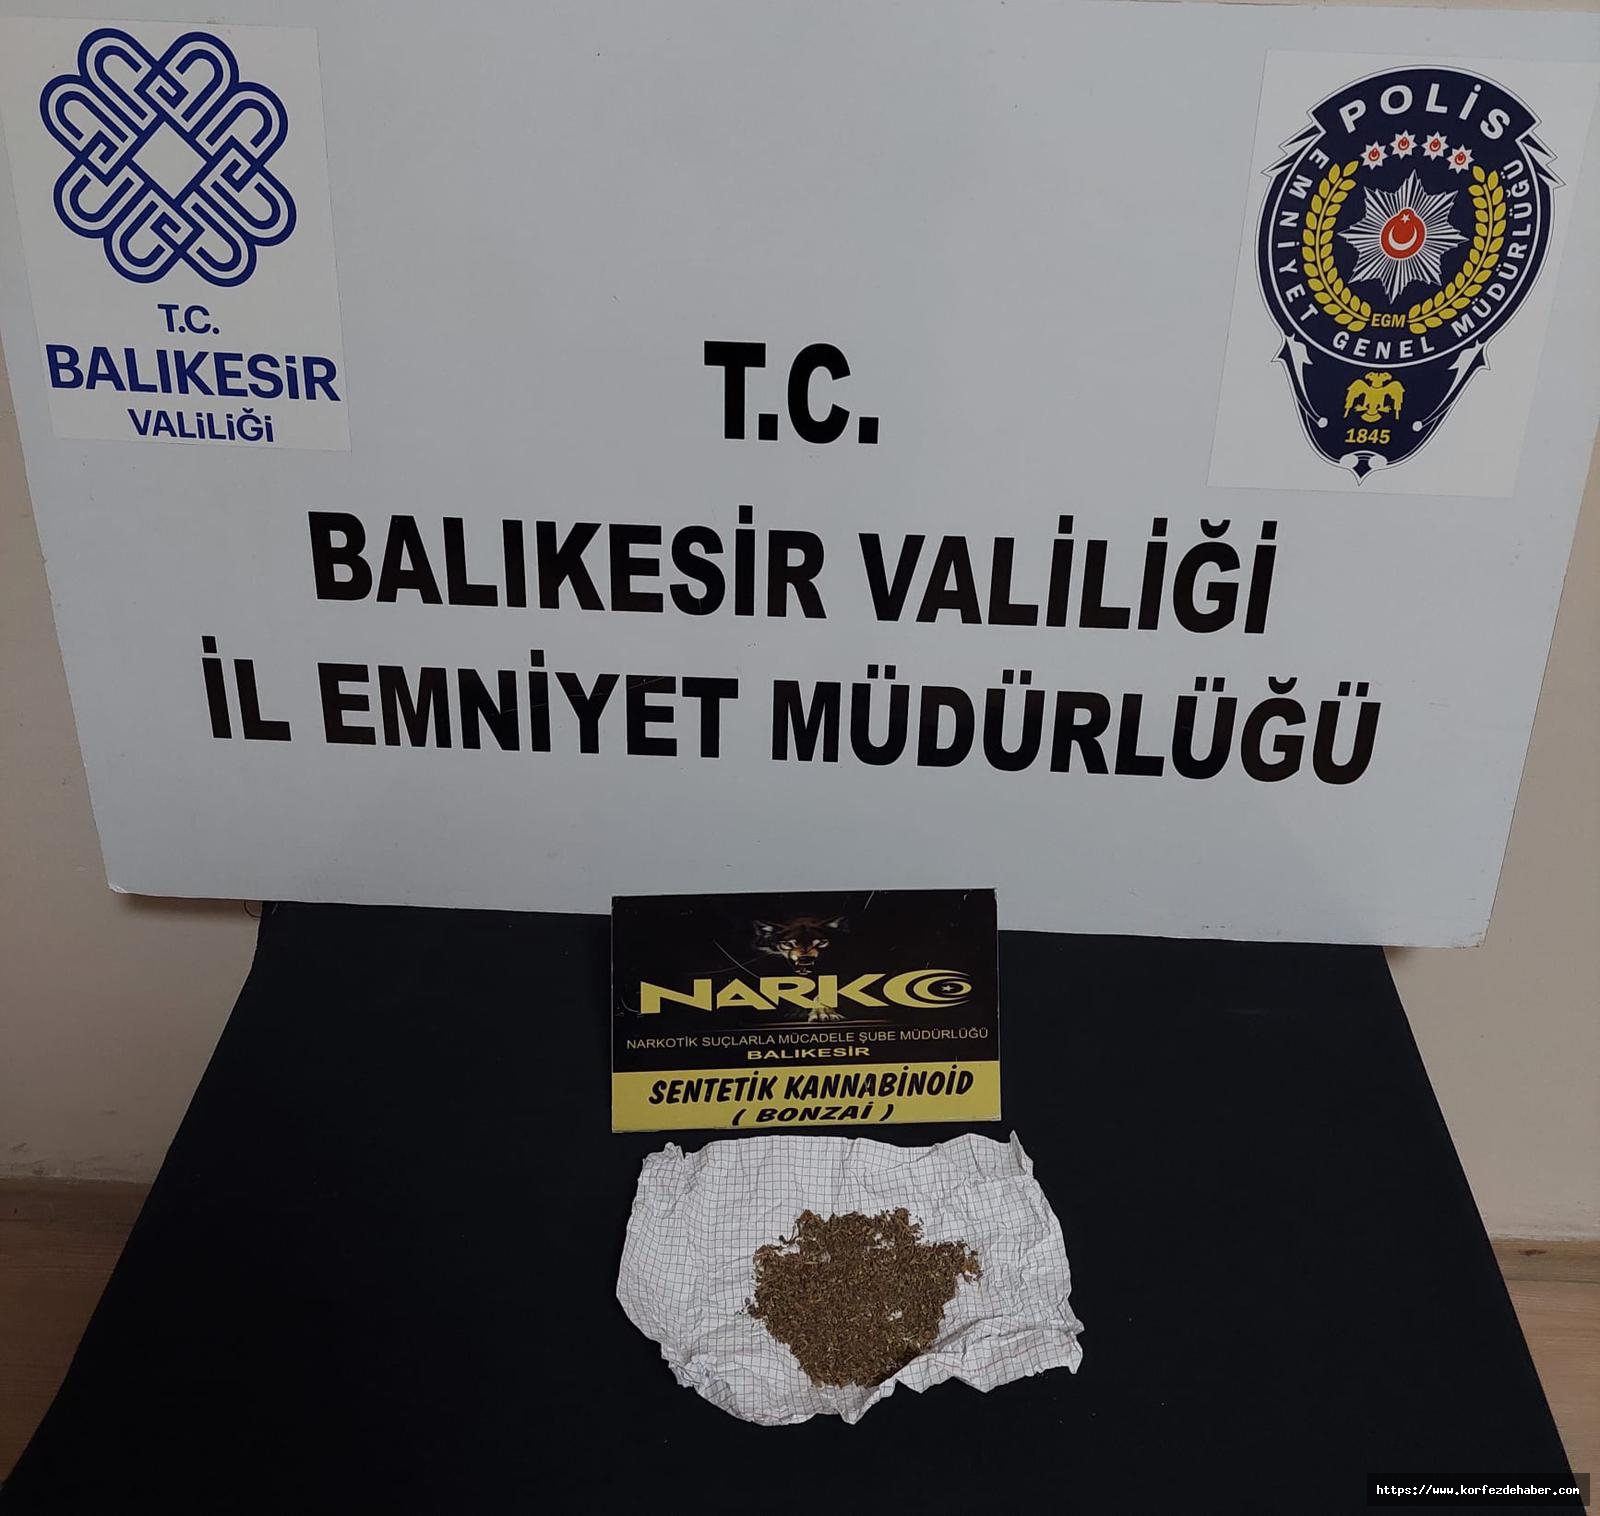 T.C.
BALIKESİR
VALİLİĞİ
POLİS
EMNİYET GENEL MÜDÜRLÜĞÜ
EGM
1845
T.C.
BALIKESİR VALİLİĞİ
İL EMNİYET MÜDÜRLÜĞÜ
NARKO
NARKOTİK SUÇLARLA MÜCADELE ŞUBE MÜDÜRLÜĞÜ
BALIKESİR
SENTETİK KANNABİNOİD
( BONZAİ )
https://www.korfezdehaber.com